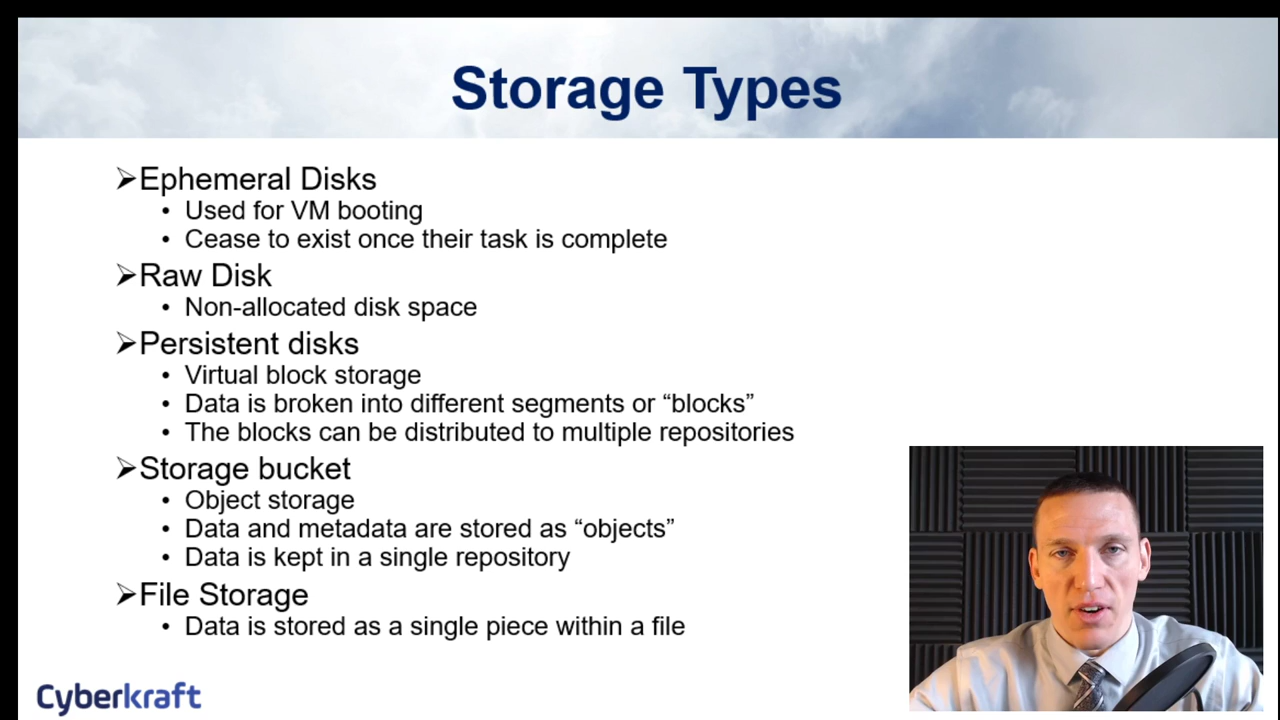 Storage Types
➢Ephemeral Disks
• Used for VM booting
• Cease to exist once their task is complete
➢Raw Disk
• Non-allocated disk space
➢Persistent disks
• Virtual block storage
• Data is broken into different segments or “blocks”
• The blocks can be distributed to multiple repositories
➢Storage bucket
• Object storage
• Data and metadata are stored as “objects”
• Data is kept in a single repository
➢File Storage
• Data is stored as a single piece within a file
Cyberkraft